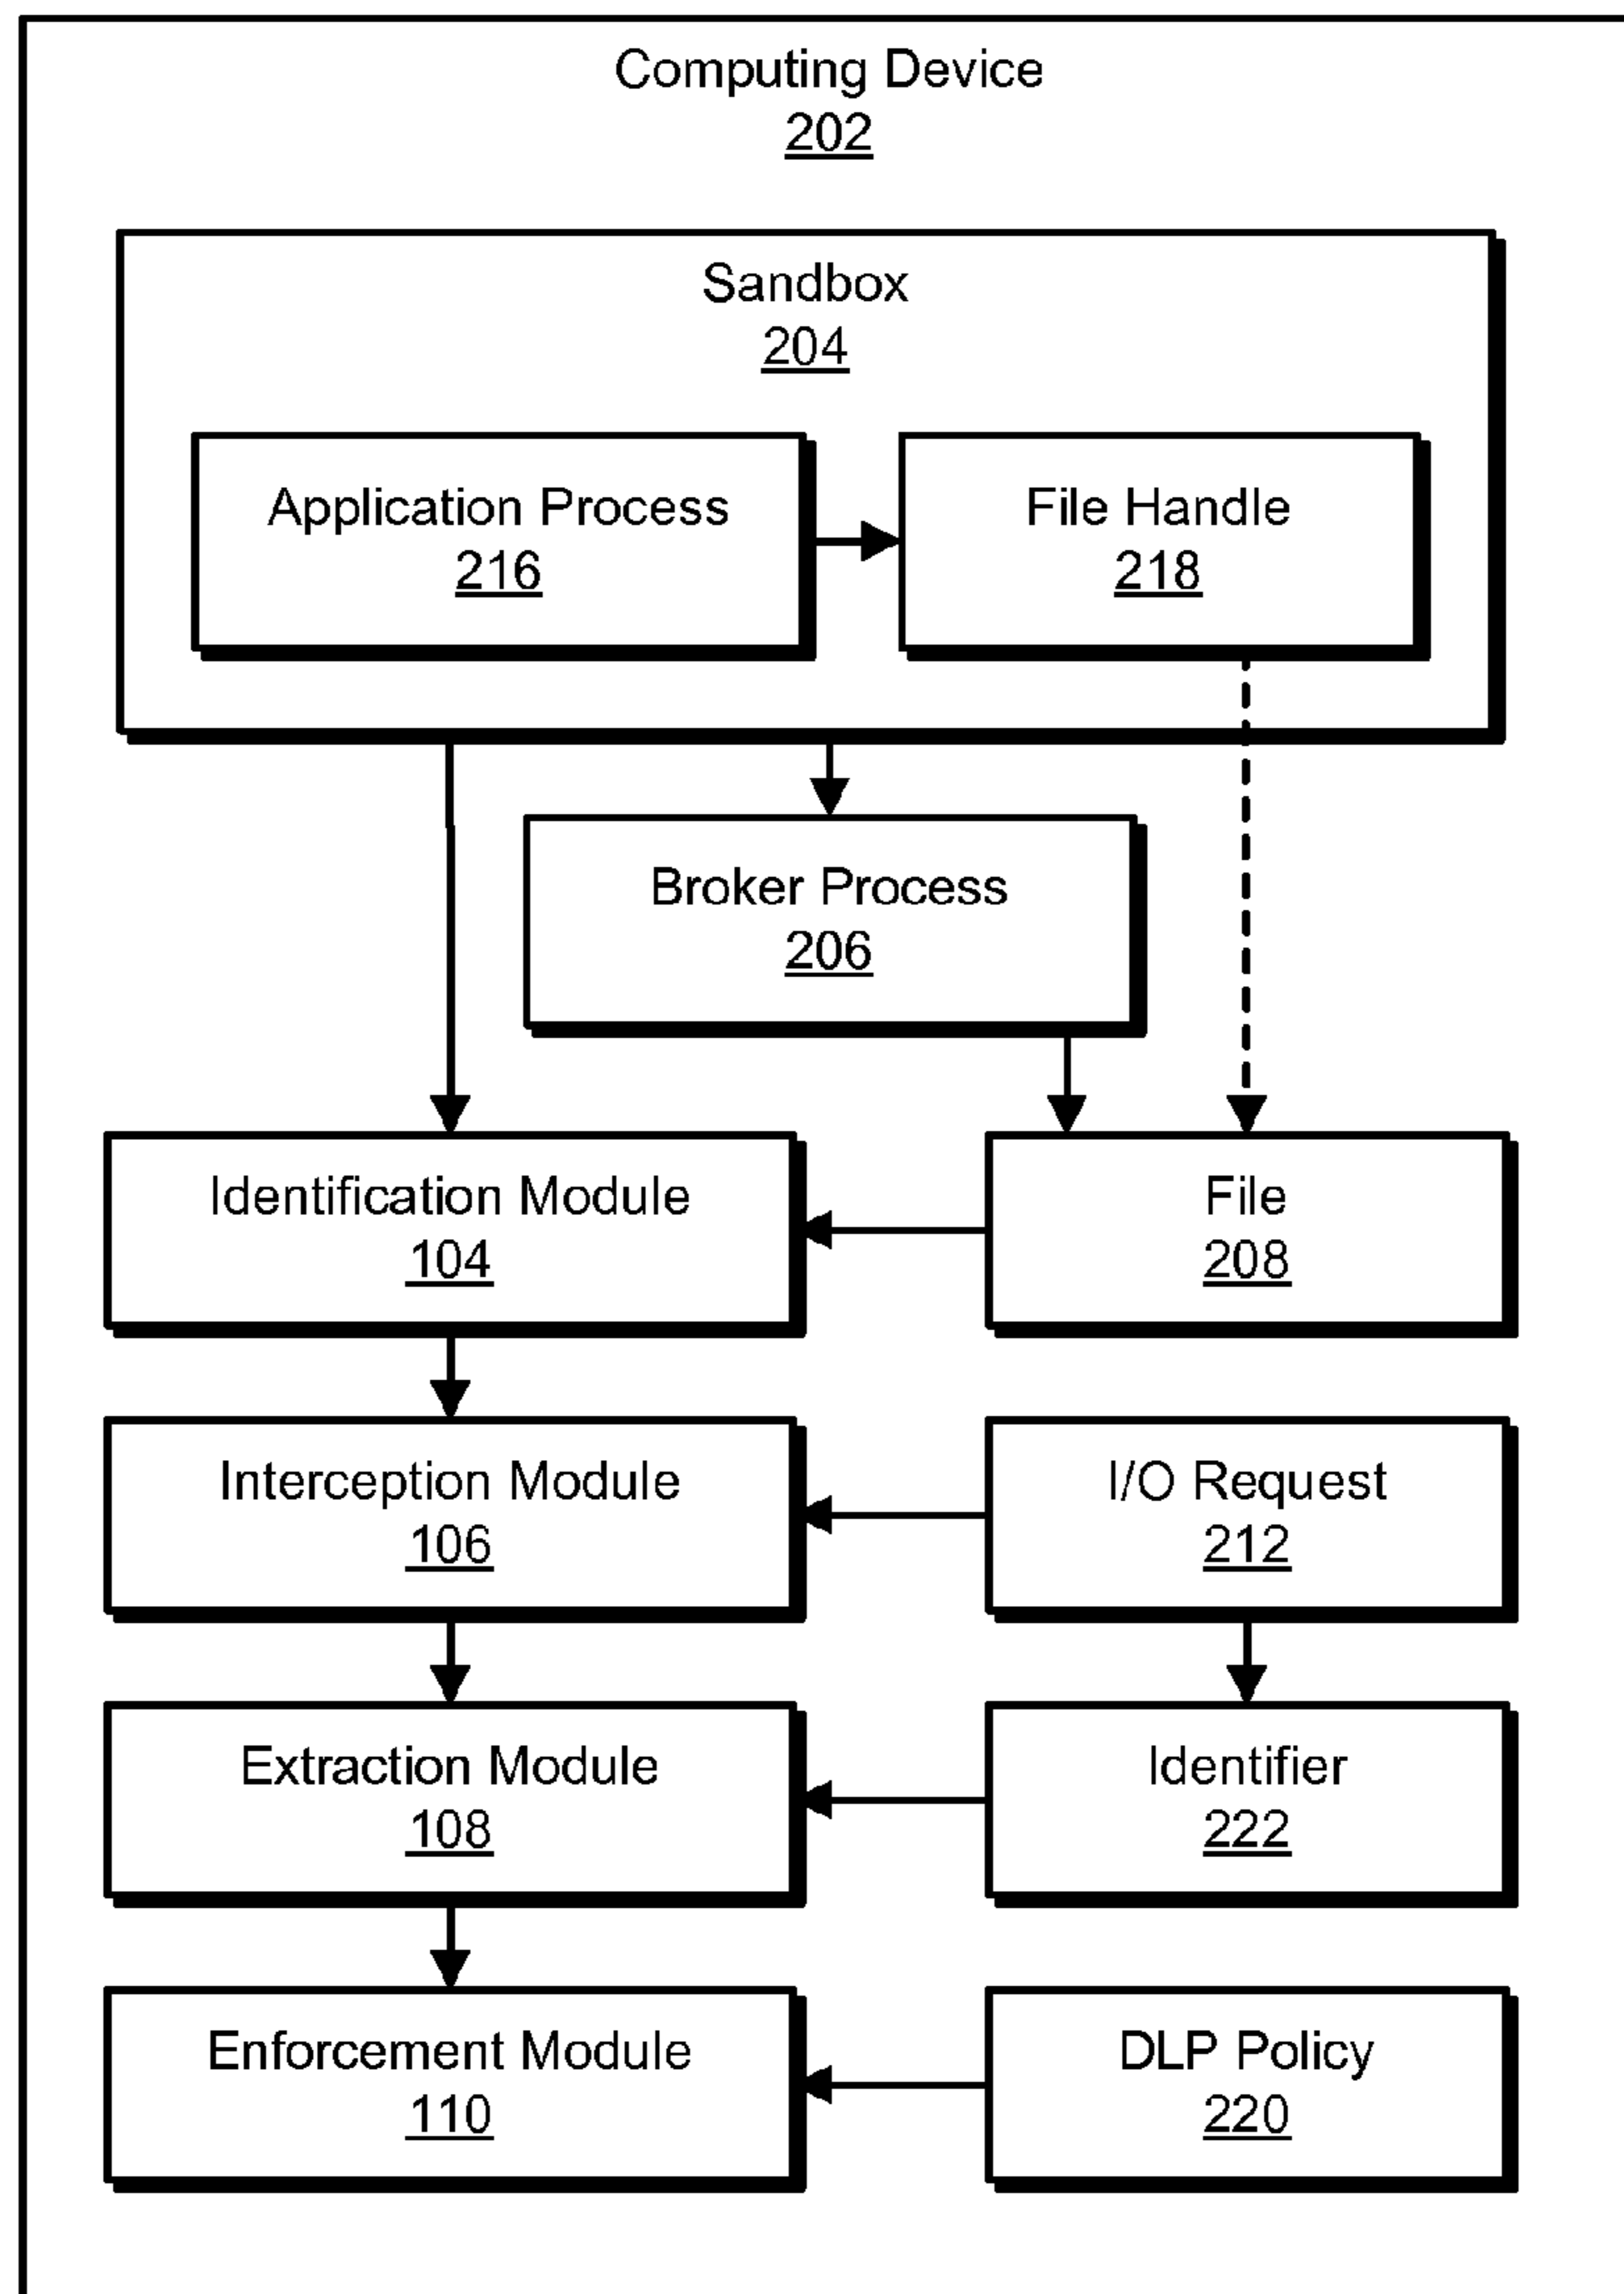 Computing Device
202
Sandbox
204
Application Process
216
File Handle
218
Broker Process
206
Identification Module
104
File
208
Interception Module
106
I/O Request
212
Extraction Module
108
Identifier
222
Enforcement Module
110
DLP Policy
220